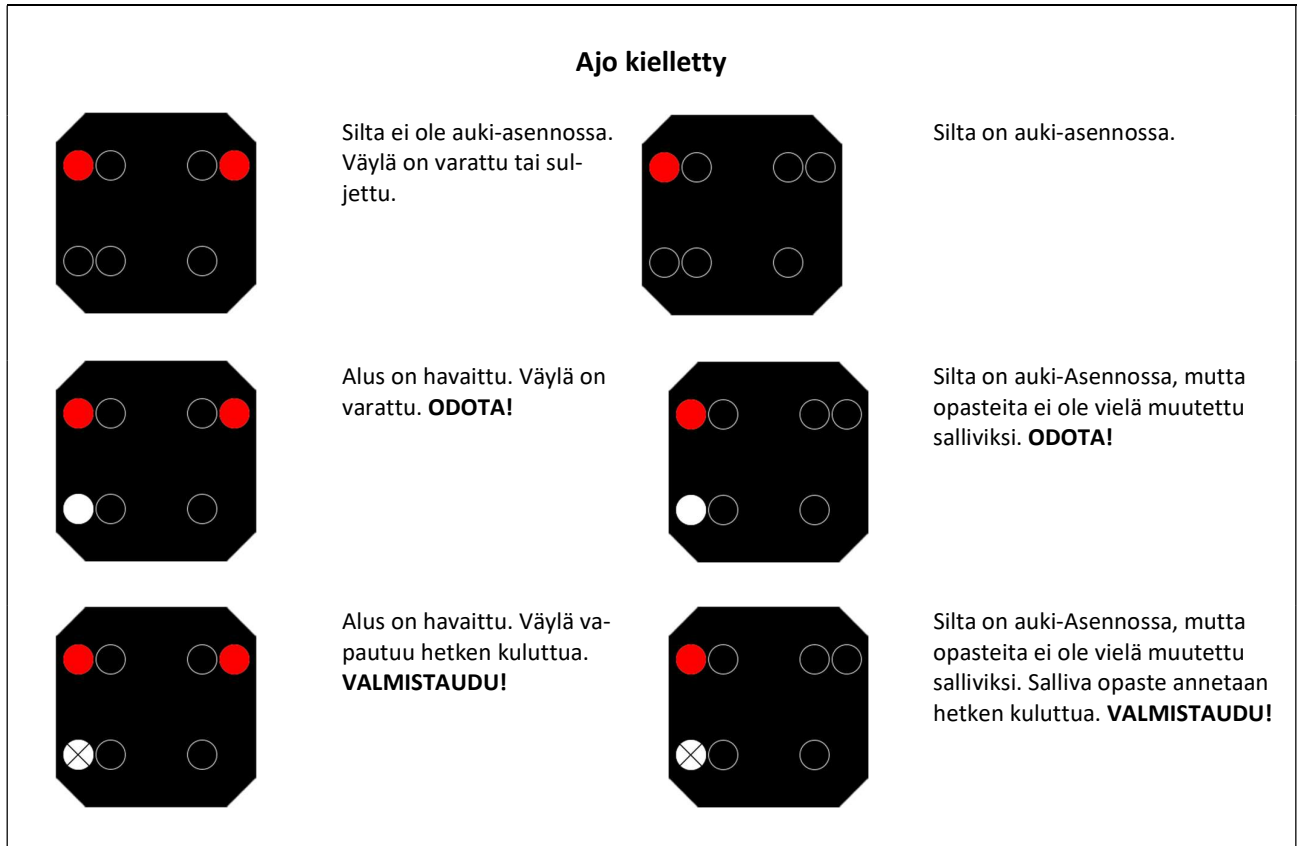 Ajo kielletty
Silta ei ole auki-asennossa.
Väylä on varattu tai sul-
jettu.
Silta on auki-asennossa.
Alus on havaittu. Väylä on
varattu. ODOTA!
Silta on auki-Asennossa, mutta
opasteita ei ole vielä muutettu
salliviksi. ODOTA!
Alus on havaittu. Väylä va-
pautuu hetken kuluttua.
VALMISTAUDU!
Silta on auki-Asennossa, mutta
opasteita ei ole vielä muutettu
salliviksi. Salliva opaste annetaan
hetken kuluttua. VALMISTAUDU!